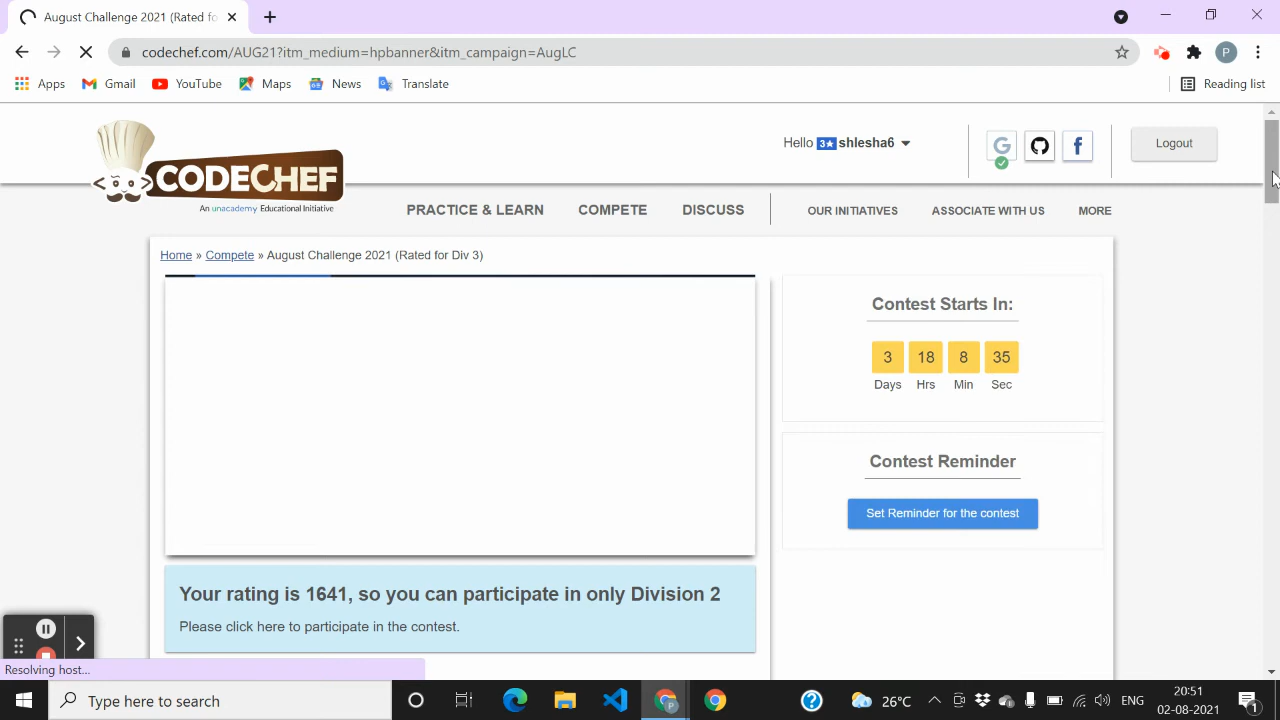 August Challenge 2021 (Rated fo
codechef.com/AUG21?itm_medium=hpbanner&itm_campaign=AugLC
P
Apps
Gmail
YouTube
Maps
News
Translate
Reading list
CODECHEF
An unacademy Educational Initiative
Hello 3★ shlesha6
G
f
Logout
PRACTICE & LEARN
COMPETE
DISCUSS
OUR INITIATIVES
ASSOCIATE WITH US
MORE
Home » Compete » August Challenge 2021 (Rated for Div 3)
Contest Starts In:
3 18 8 35
Days Hrs Min Sec
Contest Reminder
Set Reminder for the contest
Your rating is 1641, so you can participate in only Division 2
Please click here to participate in the contest.
Resolving host...
Type here to search
P
26°C
ENG
20:51
02-08-2021
1